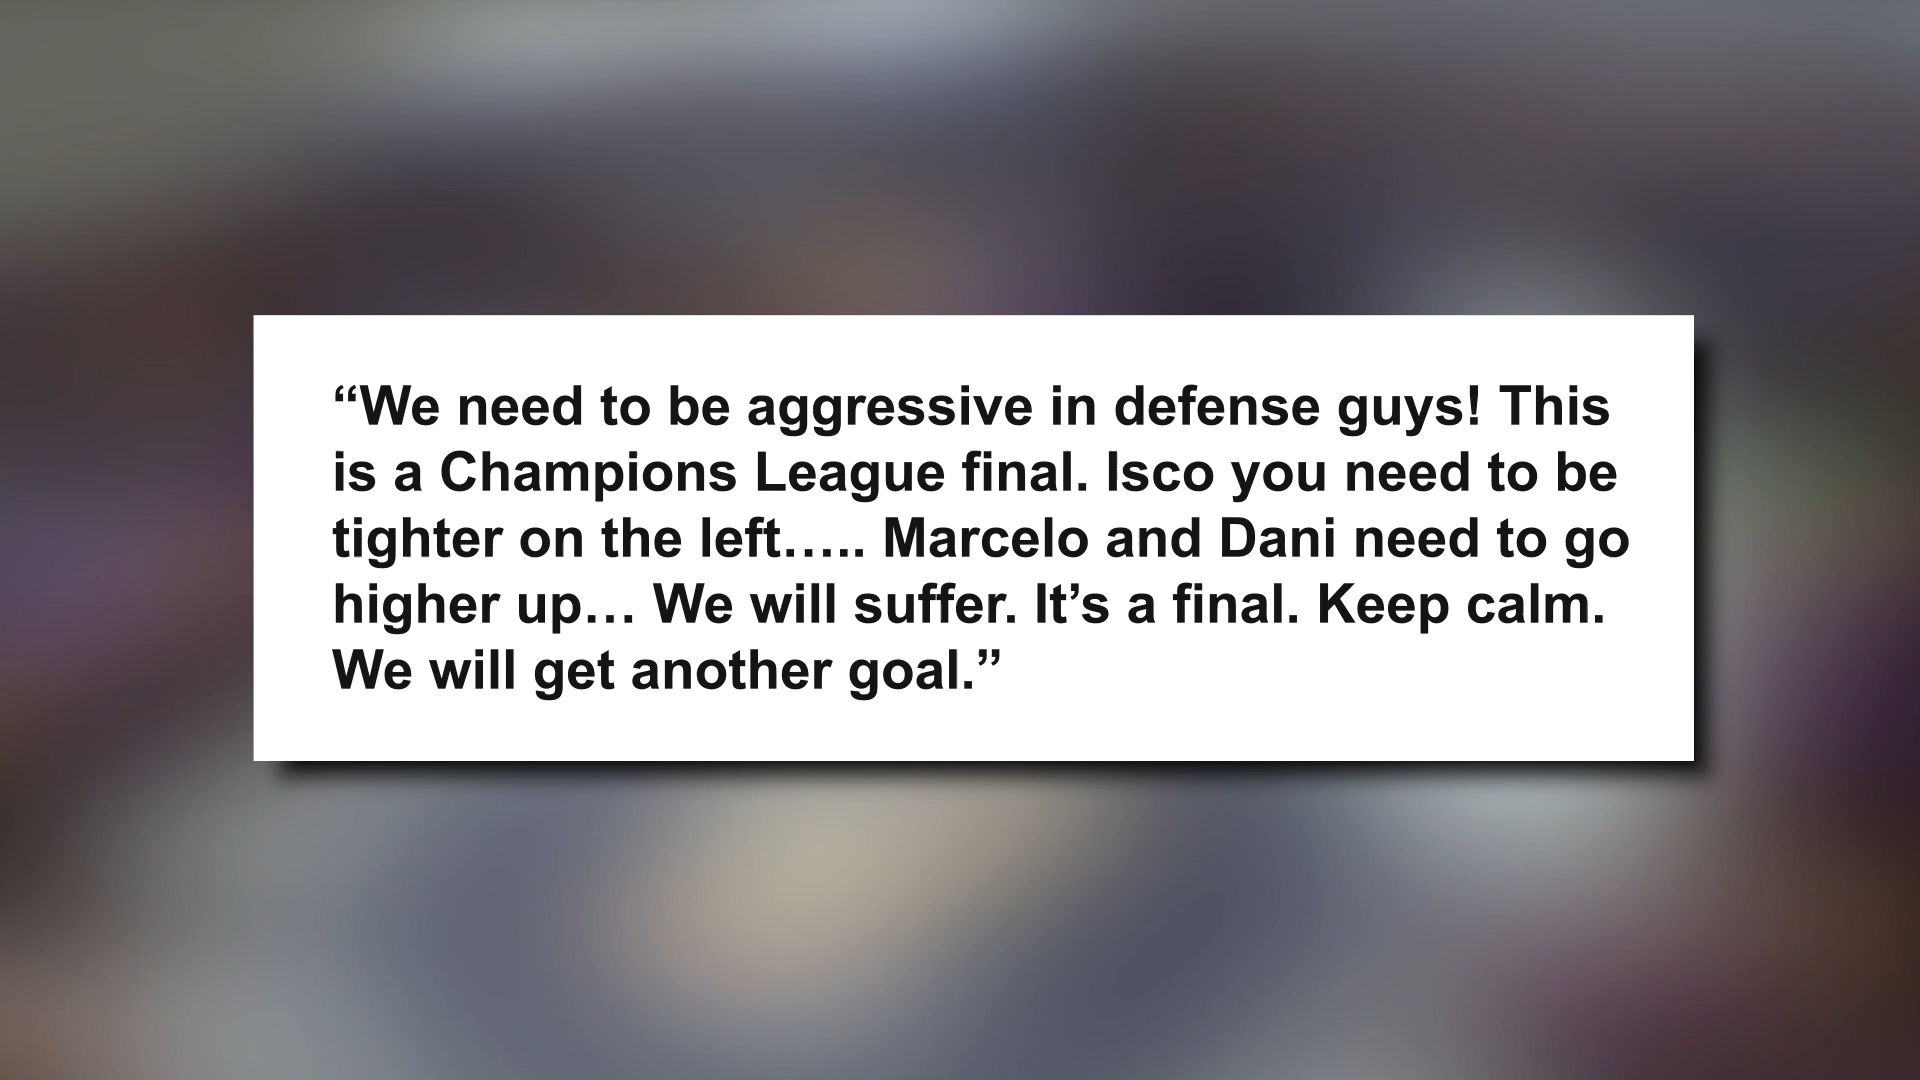 “We need to be aggressive in defense guys! This
is a Champions League final. Isco you need to be
tighter on the left….. Marcelo and Dani need to go
higher up… We will suffer. It’s a final. Keep calm.
We will get another goal.”